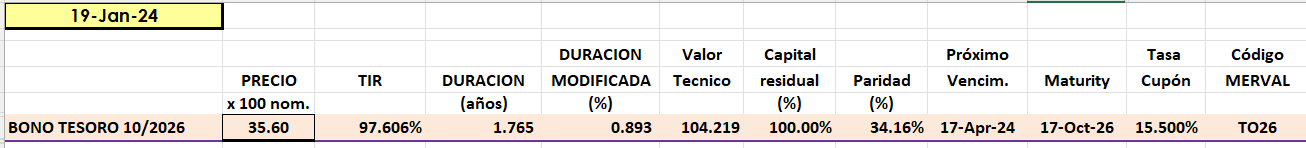 19-Jan-24
DURACION Valor Capital Próximo Tasa Código
PRECIO TIR DURACION MODIFICADA Tecnico residual Paridad Vencim. Maturity Cupón MERVAL
x 100 nom. (años) (%) (%) (%)
BONO TESORO 10/2026 35.60 97.606% 1.765 0.893 104.219 100.00% 34.16% 17-Apr-24 17-Oct-26 15.500% TO26